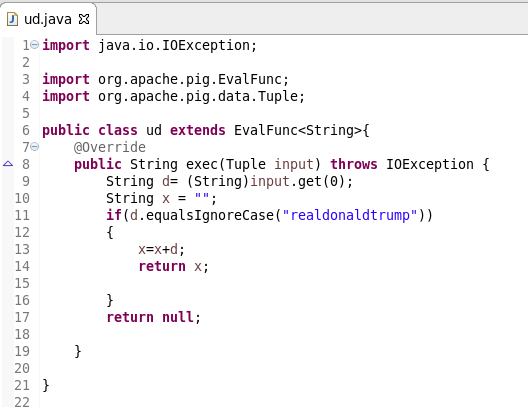 ud.java
1 import java.io.IOException;
2
3 import org.apache.pig.EvalFunc;
4 import org.apache.pig.data.Tuple;
5
6 public class ud extends EvalFunc<String>{
7     @Override
8     public String exec(Tuple input) throws IOException {
9         String d= (String)input.get(0);
10         String x = "";
11         if(d.equalsIgnoreCase("realdonaldtrump"))
12         {
13             x=x+d;
14             return x;
15
16         }
17         return null;
18
19     }
20
21 }
22